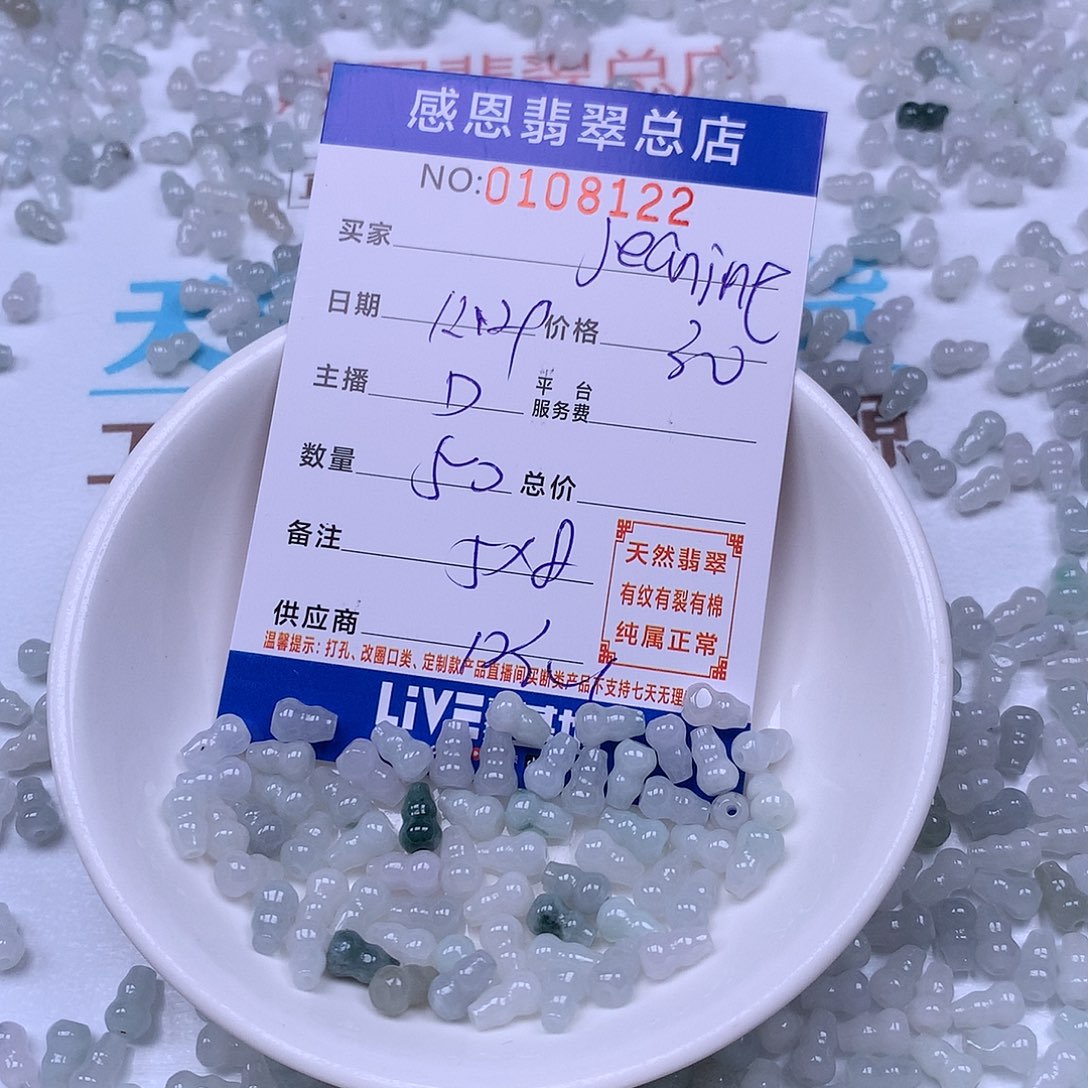 感恩翡翠总店
NO:0108122
买家 jeanine
日期 12.29 价格 30
主播 D 平台服务费
数量 50 总价
备注 5×8
天然翡翠
有纹有裂有棉
纯属正常
供应商
温馨提示:打孔、改圈口类、定制款产品直播间买断类产品不支持七天无理
LiVE